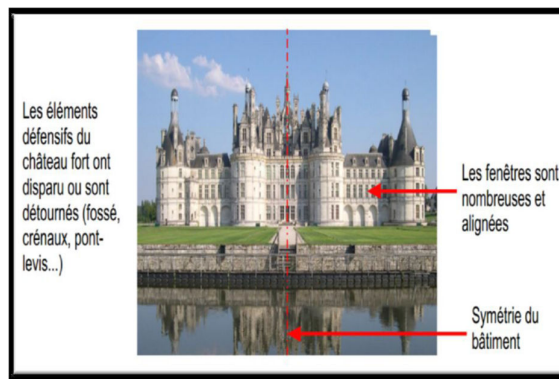 Les éléments
défensifs du
château fort ont
disparu ou sont
détournés (fossé,
crénaux, pont-
levis...)
Les fenêtres sont
nombreuses et
alignées
Symétrie du
bâtiment